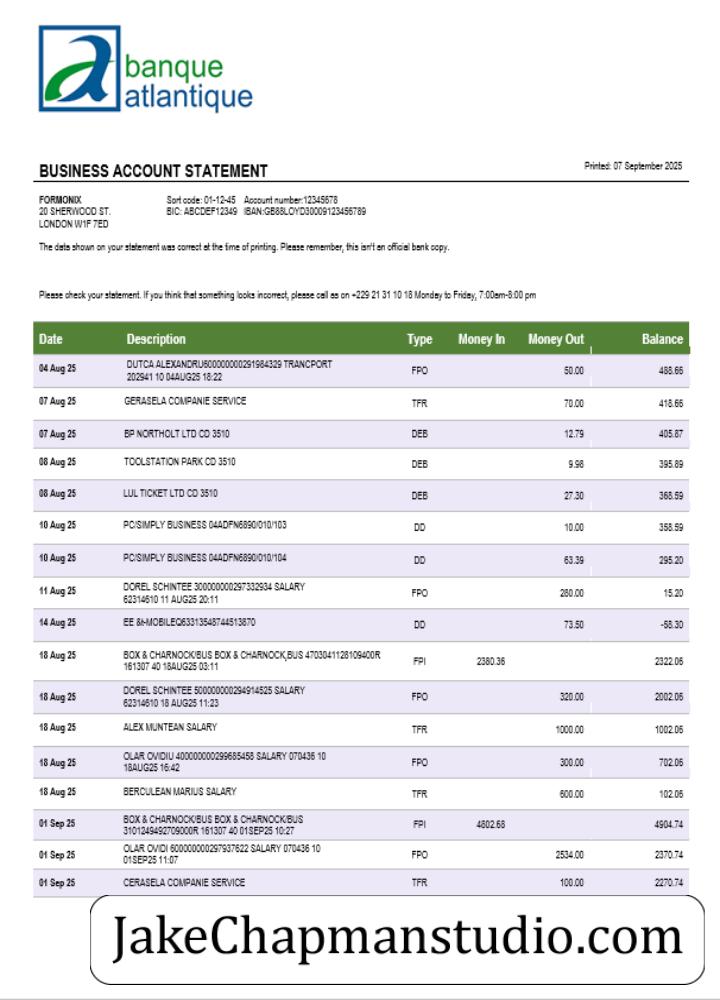 banque
atlantique
BUSINESS ACCOUNT STATEMENT
Printed: 07 September 2025
FORMONIX
20 SHERWOOD ST.
LONDON W1F 7ED
Sort code: 01-12-45 Account number:12345678
BIC: ABCDEF12349 IBAN:GB88LOYD30009123456789
The data shown on your statement was correct at the time of printing. Please remember, this isn't an official bank copy.
Please check your statement. If you think that something looks incorrect, please call as on +229 21 31 10 18 Monday to Friday, 7:00am-8:00 pm
Date Description Type Money In Money Out Balance
04 Aug 25 DUTCA ALEXANDRU600000000291984329 TRANCPORT
202941 10 04AUG25 18:22 FPO 50.00 488.66
07 Aug 25 GERASELA COMPANIE SERVICE TFR 70.00 418.66
07 Aug 25 BP NORTHOLT LTD CD 3510 DEB 12.79 405.87
08 Aug 25 TOOLSTATION PARK CD 3510 DEB 9.98 395.89
08 Aug 25 LUL TICKET LTD CD 3510 DEB 27.30 368.59
10 Aug 25 PC/SIMPLY BUSINESS 04ADFN6890/010/103 DD 10.00 358.59
10 Aug 25 PC/SIMPLY BUSINESS 04ADFN6890/010/104 DD 63.39 295.20
11 Aug 25 DOREL SCHINTEE 300000000297332934 SALARY
62314610 11 AUG25 20:11 FPO 280.00 15.20
14 Aug 25 EE &t-MOBILEQ63313548744513870 DD 73.50 -58.30
18 Aug 25 BOX & CHARNOCK/BUS BOX & CHARNOCK,BUS 4703041128109400R
161307 40 18AUG25 03:11 FPI 2380.36 2322.06
18 Aug 25 DOREL SCHINTEE 500000000294914525 SALARY
62314610 18 AUG25 11:23 FPO 320.00 2002.06
18 Aug 25 ALEX MUNTEAN SALARY TFR 1000.00 1002.06
18 Aug 25 OLAR OVIDIU 400000000299685458 SALARY 070436 10
18AUG25 16:42 FPO 300.00 702.06
18 Aug 25 BERCULEAN MARIUS SALARY TFR 600.00 102.06
01 Sep 25 BOX & CHARNOCK/BUS BOX & CHARNOCK/BUS
3101249492709000R 161307 40 01SEP25 10:27 FPI 4802.68 4904.74
01 Sep 25 OLAR OVIDI 600000000297937622 SALARY 070436 10
01SEP25 11:07 FPO 2534.00 2370.74
01 Sep 25 CERASELA COMPANIE SERVICE TFR 100.00 2270.74
JakeChapmanstudio.com